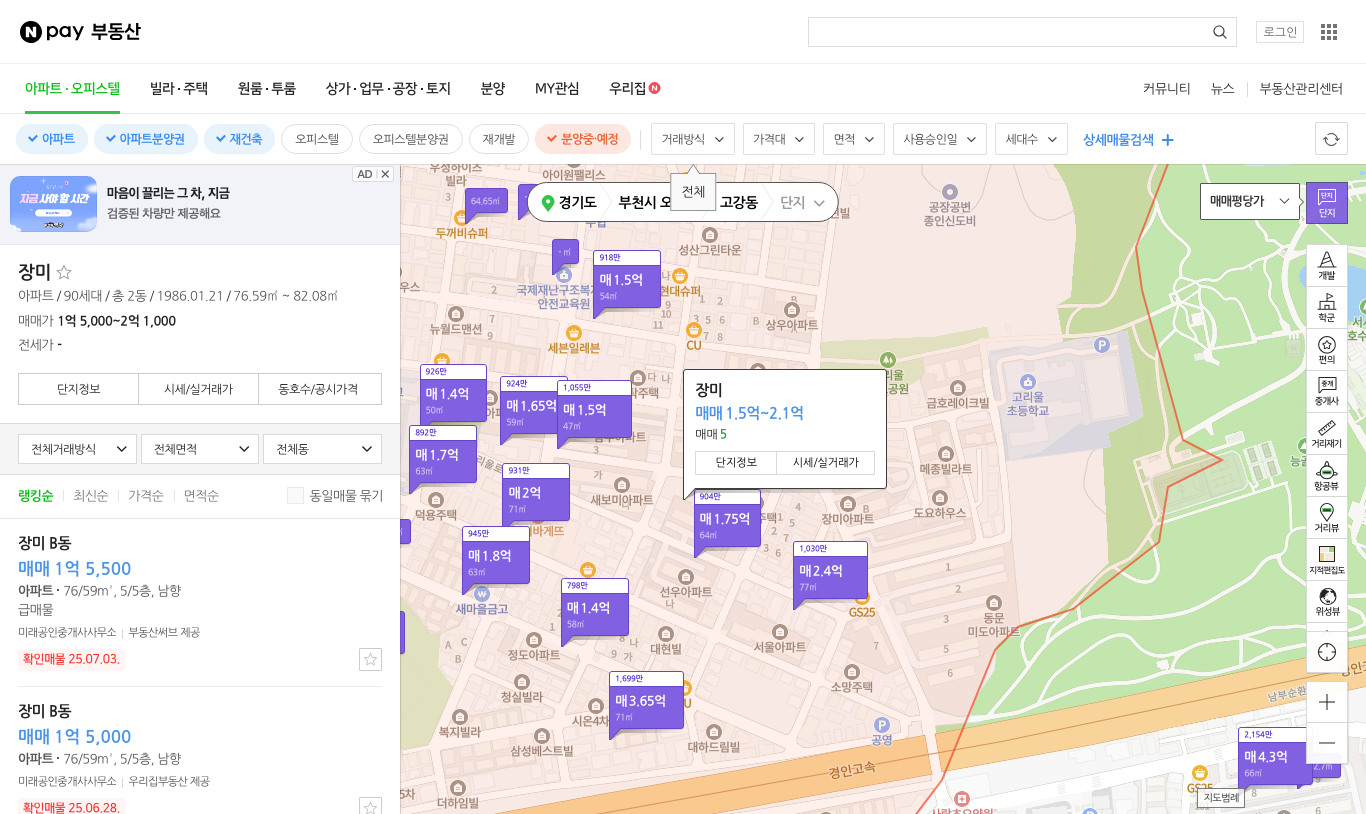 N pay 부동산
로그인
아파트·오피스텔
빌라·주택
원룸·투룸
상가·업무·공장·토지
분양
MY관심
우리집 N
커뮤니티
뉴스
부동산관리센터
아파트
아파트분양권
재건축
오피스텔
오피스텔분양권
재개발
분양중·예정
거래방식
가격대
면적
사용승인일
세대수
상세매물검색
전체
지금 사야 할 시간
마음이 끌리는 그 차, 지금
검증된 차량만 제공해요
AD
장미
아파트 / 90세대 / 총 2동 / 1986.01.21 / 76.59㎡ ~ 82.08㎡
매매가 1억 5,000~2억 1,000
전세가 -
단지정보
시세/실거래가
동호수/공시가격
전체거래방식
전체면적
전체동
랭킹순
최신순
가격순
면적순
동일매물 묶기
장미 B동
매매 1억 5,500
아파트 · 76/59m², 5/5층, 남향
급매물
미래공인중개사사무소 | 부동산써브 제공
확인매물 25.07.03.
장미 B동
매매 1억 5,000
아파트 · 76/59m², 5/5층, 남향
미래공인중개사사무소 | 우리집부동산 제공
확인매물 25.06.28.
경기도
부천시 오
고강동
단지
매매평당가
단지
단지
개발
학군
편의
중개
중개사
거리재기
항공뷰
거리뷰
지적편집도
위성뷰
우성하이츠
빌라
아이원팰리스
64.65㎡
두꺼비슈퍼
공장공변
종인신도비
성산그린타운
- ㎡
국제재난구조복
안전교육원
918만
매 1.5억
54㎡
현대슈퍼
뉴월드맨션
세븐일레븐
CU
상우아파트
926만
매 1.4억
50㎡
924만
매 1.65억
59㎡
1,055만
매 1.5억
47㎡
892만
매 1.7억
63㎡
931만
매 2억
71㎡
새보미아파트
덕용주택
945만
매 1.8억
63㎡
새마을금고
798만
매 1.4억
58㎡
장미
매매 1.5억~2.1억
매매 5
단지정보
시세/실거래가
904만
매 1.75억
64㎡
장미아파트
1,030만
매 2.4억
77㎡
GS25
선우아파트
금호레이크빌
고리울
초등학교
메종빌라트
도요하우스
동문
미도아파트
정도아파트
대현빌
서울아파트
소망주택
청실빌라
시온4차
1,699만
매 3.65억
71㎡
복지빌라
삼성베스트빌
대하드림빌
공영
더하임빌
경인고속
남부순환
2,154만
매 4.3억
66㎡
지도범례